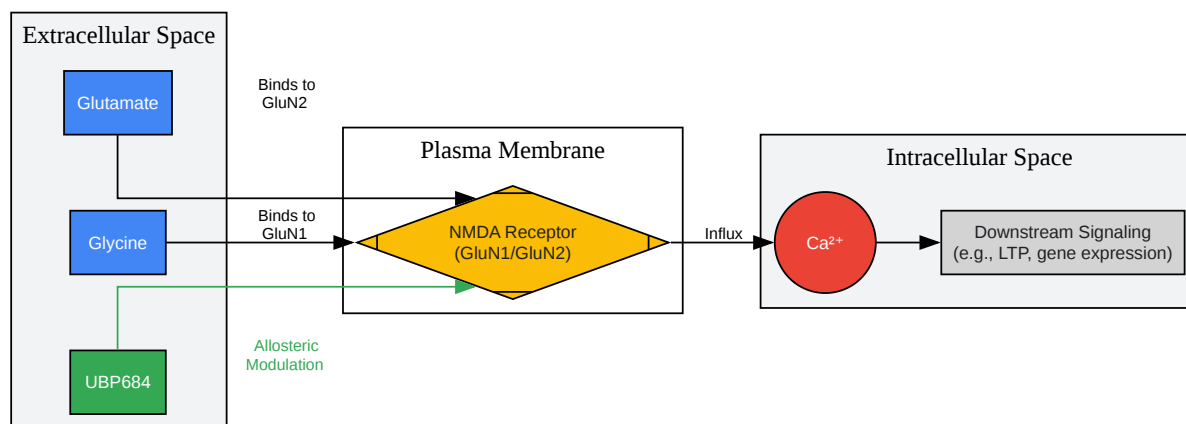 Extracellular Space
Glutamate
Binds to
GluN2
Plasma Membrane
Intracellular Space
Glycine
Binds to
GluN1
NMDA Receptor
(GluN1/GluN2)
Influx
Ca²⁺
Downstream Signaling
(e.g., LTP, gene expression)
Allosteric
Modulation
UBP684